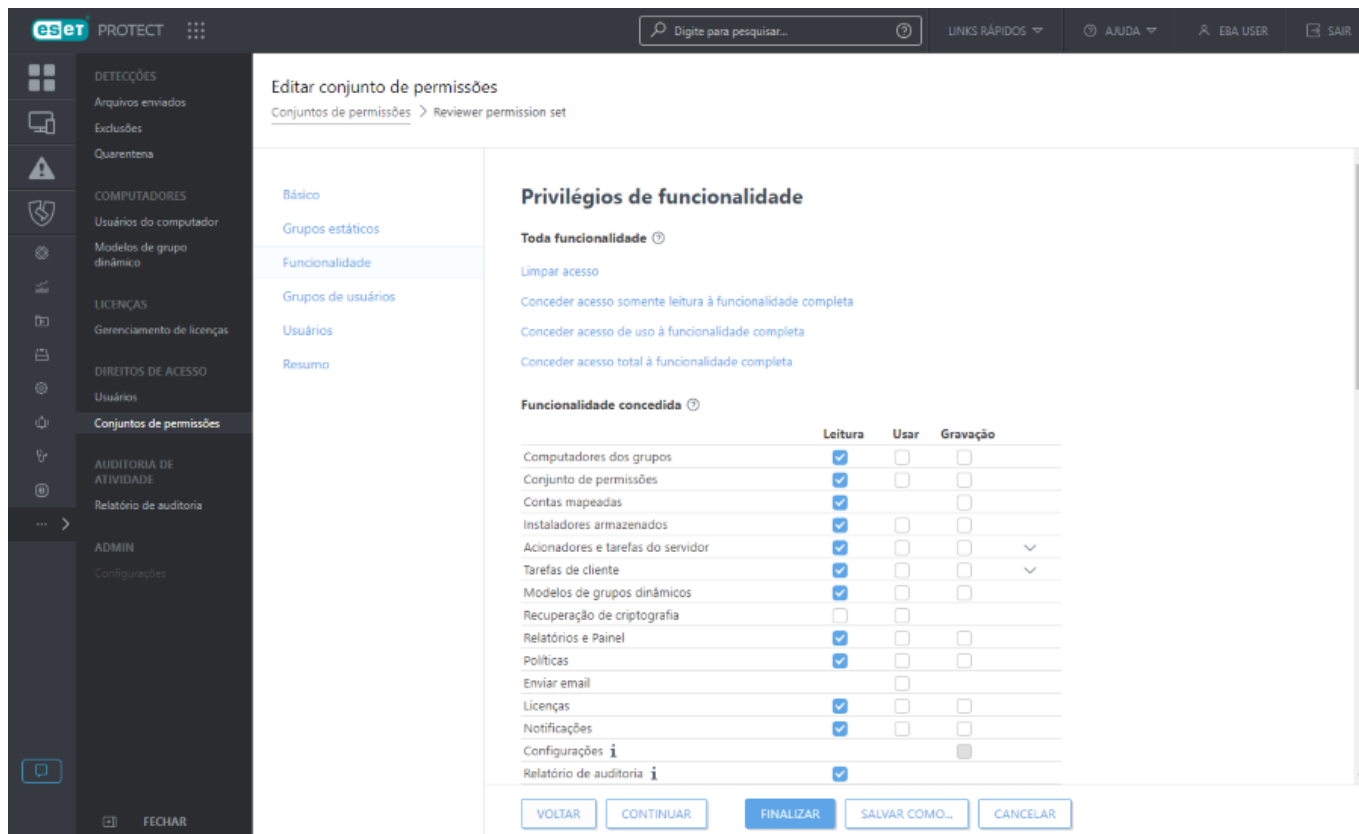 eset PROTECT
Digite para pesquisar...
LINKS RÁPIDOS
AJUDA
EBA USER
SAIR
DETECÇÕES
Arquivos enviados
Exclusões
Quarentena
COMPUTADORES
Usuários do computador
Modelos de grupo
dinâmico
LICENÇAS
Gerenciamento de licenças
DIREITOS DE ACESSO
Usuários
Conjuntos de permissões
AUDITORIA DE
ATIVIDADE
Relatório de auditoria
ADMIN
Configurações
FECHAR
Editar conjunto de permissões
Conjuntos de permissões > Reviewer permission set
Básico
Grupos estáticos
Funcionalidade
Grupos de usuários
Usuários
Resumo
Privilégios de funcionalidade
Toda funcionalidade
Limpar acesso
Conceder acesso somente leitura à funcionalidade completa
Conceder acesso de uso à funcionalidade completa
Conceder acesso total à funcionalidade completa
Funcionalidade concedida
Leitura Usar Gravação
Computadores dos grupos
Conjunto de permissões
Contas mapeadas
Instaladores armazenados
Acionadores e tarefas do servidor
Tarefas de cliente
Modelos de grupos dinâmicos
Recuperação de criptografia
Relatórios e Painel
Políticas
Enviar email
Licenças
Notificações
Configurações i
Relatório de auditoria i
VOLTAR
CONTINUAR
FINALIZAR
SALVAR COMO...
CANCELAR